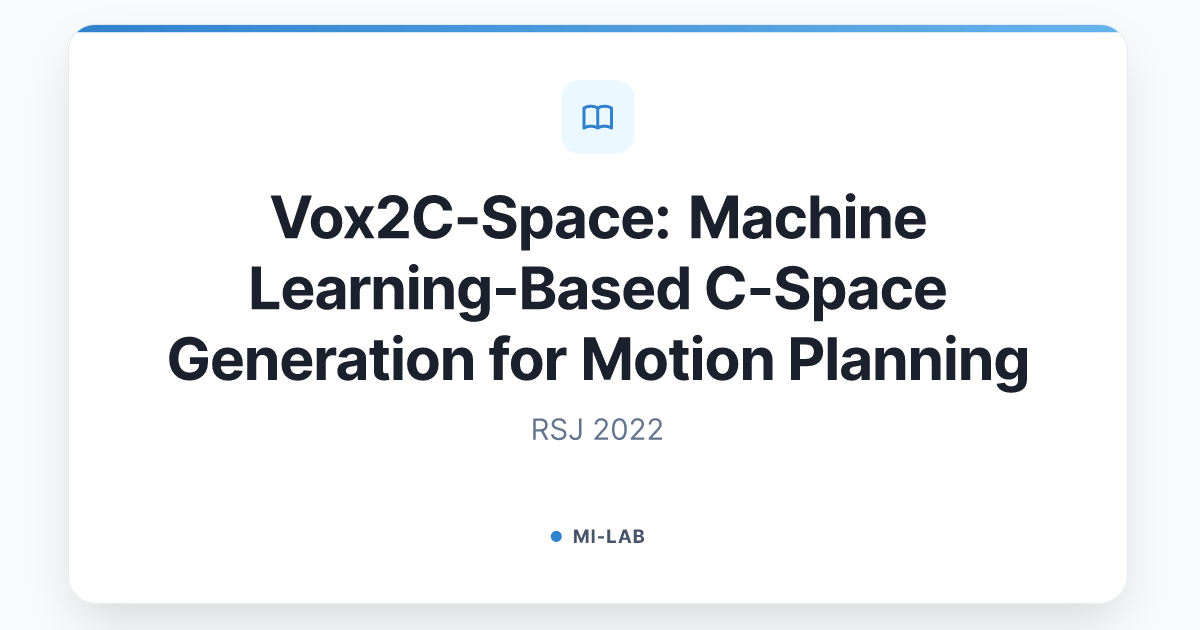 Vox2C-Space: Machine
Learning-Based C-Space
Generation for Motion Planning
RSJ 2022
MI-LAB